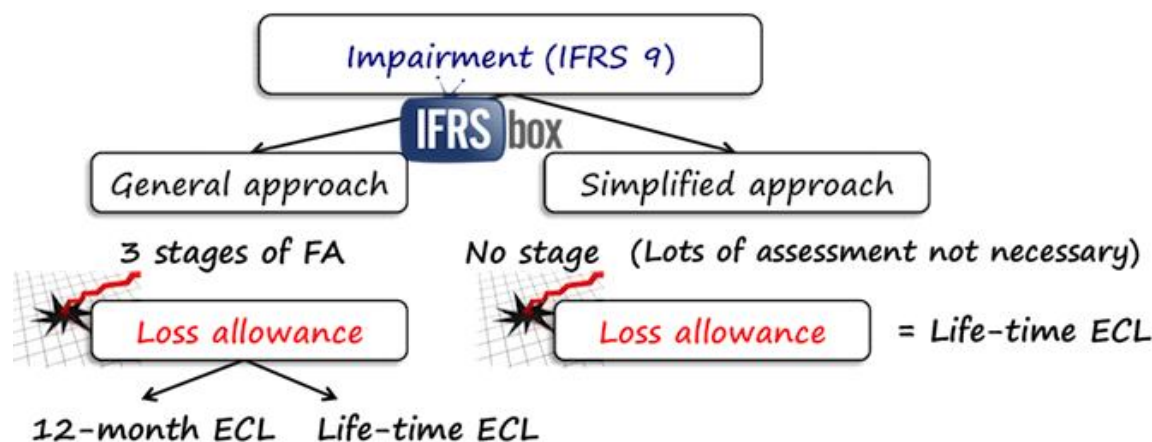 Impairment (IFRS 9)
IFRS box
General approach
Simplified approach
3 stages of FA
No stage (Lots of assessment not necessary)
Loss allowance
Loss allowance = Life-time ECL
12-month ECL
Life-time ECL